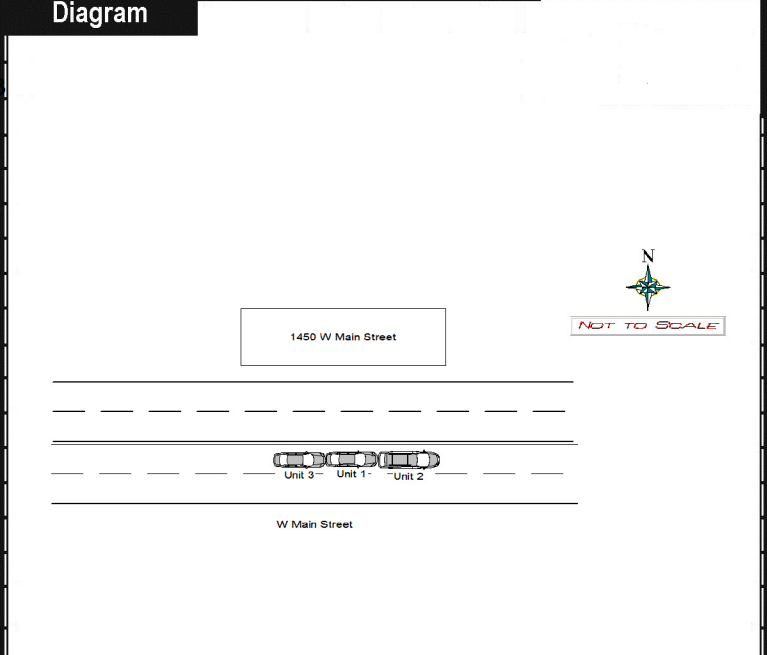 Diagram
N
NOT TO SCALE
1450 W Main Street
Unit 3
Unit 1
Unit 2
W Main Street